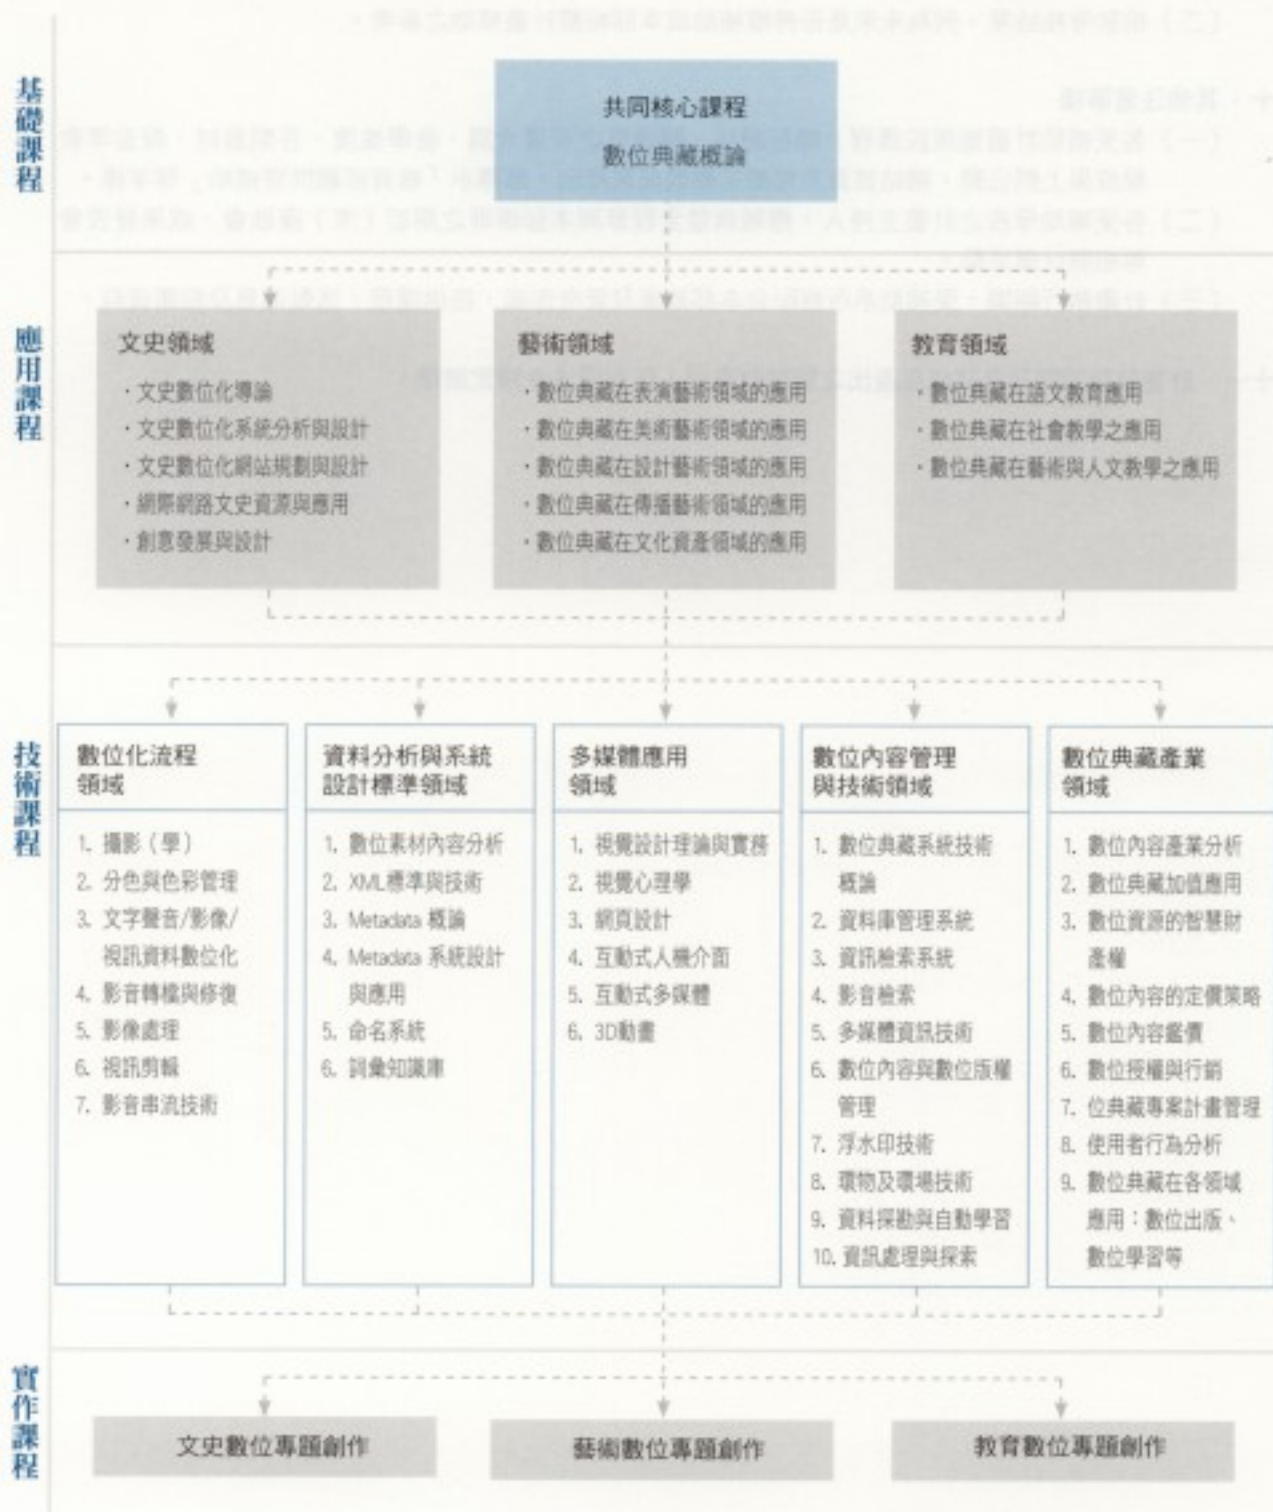 基礎課程
共同核心課程
數位典藏概論
應用課程
文史領域
・文史數位化導論
・文史數位化系統分析與設計
・文史數位化網站規劃與設計
・網際網路文史資源與應用
・創意發展與設計
藝術領域
・數位典藏在表演藝術領域的應用
・數位典藏在美術藝術領域的應用
・數位典藏在設計藝術領域的應用
・數位典藏在傳播藝術領域的應用
・數位典藏在文化資產領域的應用
教育領域
・數位典藏在語文教育應用
・數位典藏在社會教學之應用
・數位典藏在藝術與人文教學之應用
技術課程
數位化流程
領域
1. 攝影（學）
2. 分色與色彩管理
3. 文字聲音/影像/
視訊資料數位化
4. 影音轉檔與修復
5. 影像處理
6. 視訊剪輯
7. 影音串流技術
資料分析與系統
設計標準領域
1. 數位素材內容分析
2. XML標準與技術
3. Metadata 概論
4. Metadata 系統設計
與應用
5. 命名系統
6. 詞彙知識庫
多媒體應用
領域
1. 視覺設計理論與實務
2. 視覺心理學
3. 網頁設計
4. 互動式人機介面
5. 互動式多媒體
6. 3D動畫
數位內容管理
與技術領域
1. 數位典藏系統技術
概論
2. 資料庫管理系統
3. 資訊檢索系統
4. 影音檢索
5. 多媒體資訊技術
6. 數位內容與數位版權
管理
7. 浮水印技術
8. 環物及環場技術
9. 資料探勘與自動學習
10. 資訊處理與探索
數位典藏產業
領域
1. 數位內容產業分析
2. 數位典藏加值應用
3. 數位資源的智慧財
產權
4. 數位內容的定價策略
5. 數位內容鑑價
6. 數位授權與行銷
7. 位典藏專案計畫管理
8. 使用者行為分析
9. 數位典藏在各領域
應用：數位出版、
數位學習等
實作課程
文史數位專題創作
藝術數位專題創作
教育數位專題創作